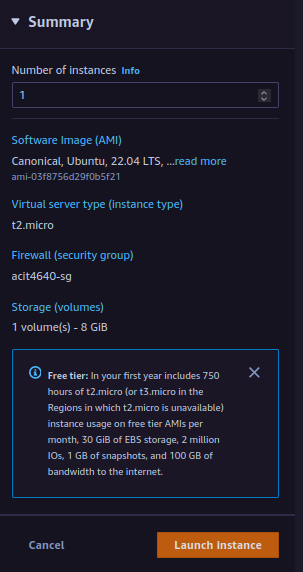 Summary
Number of instances Info
1
Software Image (AMI)
Canonical, Ubuntu, 22.04 LTS, ...read more
ami-03f8756d29f0b5f21
Virtual server type (instance type)
t2.micro
Firewall (security group)
acit4640-sg
Storage (volumes)
1 volume(s) - 8 GiB
Free tier: In your first year includes 750
hours of t2.micro (or t3.micro in the
Regions in which t2.micro is unavailable)
instance usage on free tier AMIs per
month, 30 GiB of EBS storage, 2 million
IOs, 1 GB of snapshots, and 100 GB of
bandwidth to the internet.
Cancel Launch instance